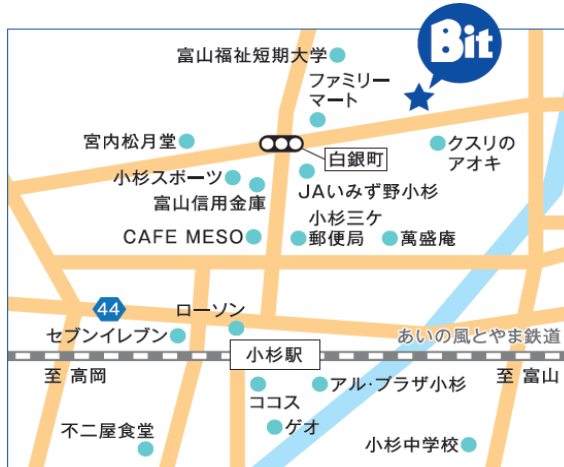 Bit
富山福祉短期大学
ファミリー
マート
宮内松月堂
白銀町
クスリの
アオキ
小杉スポーツ
富山信用金庫
JAいみず野小杉
CAFE MESO
小杉三ケ
郵便局
萬盛庵
44
ローソン
セブンイレブン
あいの風とやま鉄道
小杉駅
至 高岡
至 富山
ココス
アル・プラザ小杉
ゲオ
不二屋食堂
小杉中学校